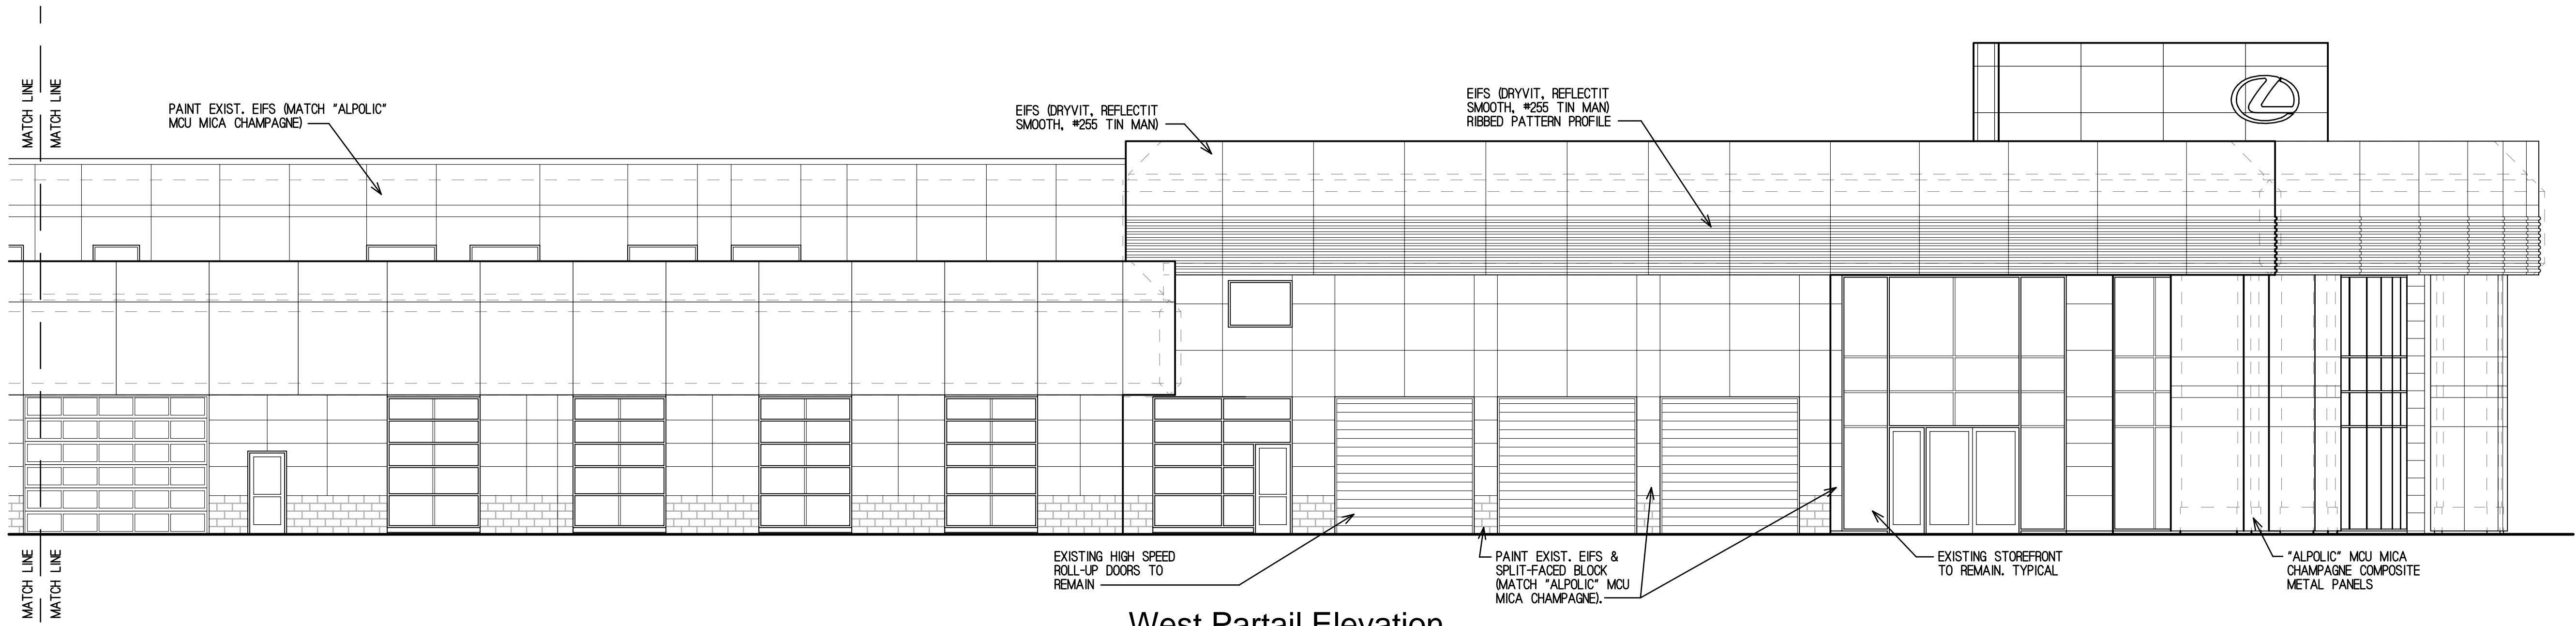 MATCH LINE
MATCH LINE
PAINT EXIST. EIFS (MATCH "ALPOLIC"
MCU MICA CHAMPAGNE)
EIFS (DRYVIT, REFLECTIT
SMOOTH, #255 TIN MAN)
EIFS (DRYVIT, REFLECTIT
SMOOTH, #255 TIN MAN)
RIBBED PATTERN PROFILE
MATCH LINE
MATCH LINE
EXISTING HIGH SPEED
ROLL-UP DOORS TO
REMAIN
PAINT EXIST. EIFS &
SPLIT-FACED BLOCK
(MATCH "ALPOLIC" MCU
MICA CHAMPAGNE).
EXISTING STOREFRONT
TO REMAIN. TYPICAL
"ALPOLIC" MCU MICA
CHAMPAGNE COMPOSITE
METAL PANELS
West Partail Elevation